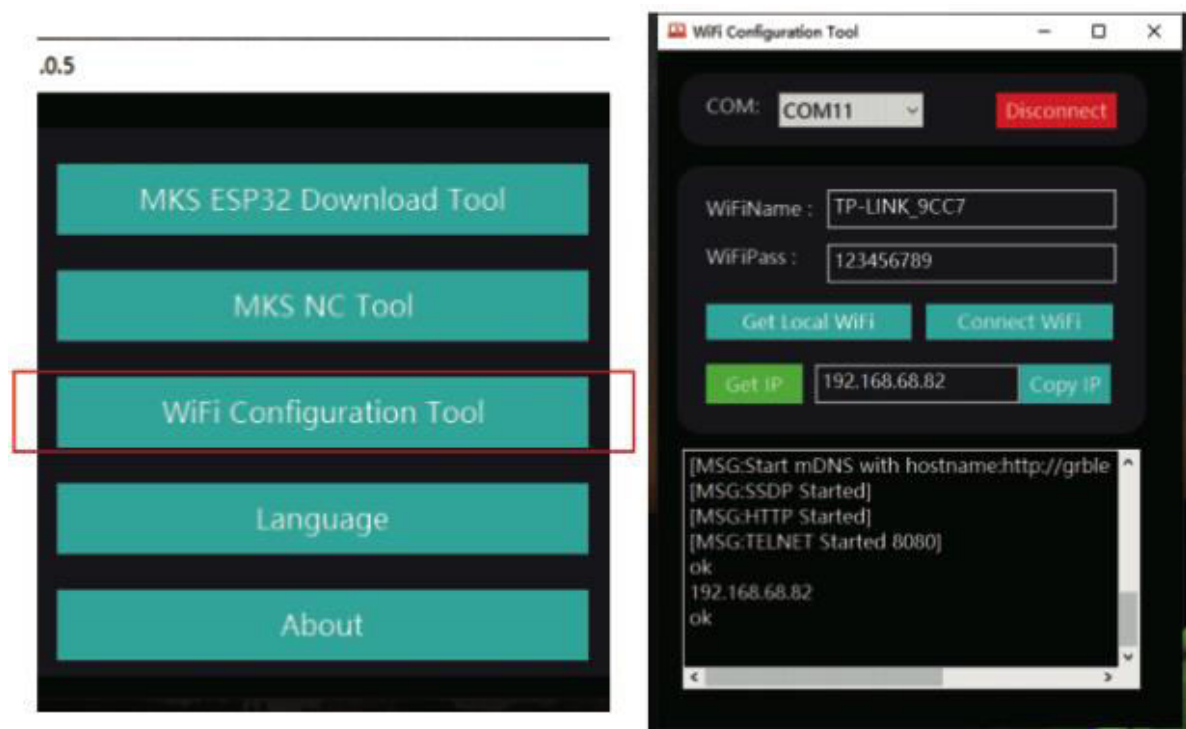 .0.5
MKS ESP32 Download Tool
MKS NC Tool
WiFi Configuration Tool
Language
About
WiFi Configuration Tool
COM: COM11 Disconnect
WiFiName : TP-LINK_9CC7
WiFiPass : 123456789
Get Local WiFi Connect WiFi
Get IP 192.168.68.82 Copy IP
[MSG:Start mDNS with hostname:http://grble
[MSG:SSDP Started]
[MSG:HTTP Started]
[MSG:TELNET Started 8080]
ok
192.168.68.82
ok